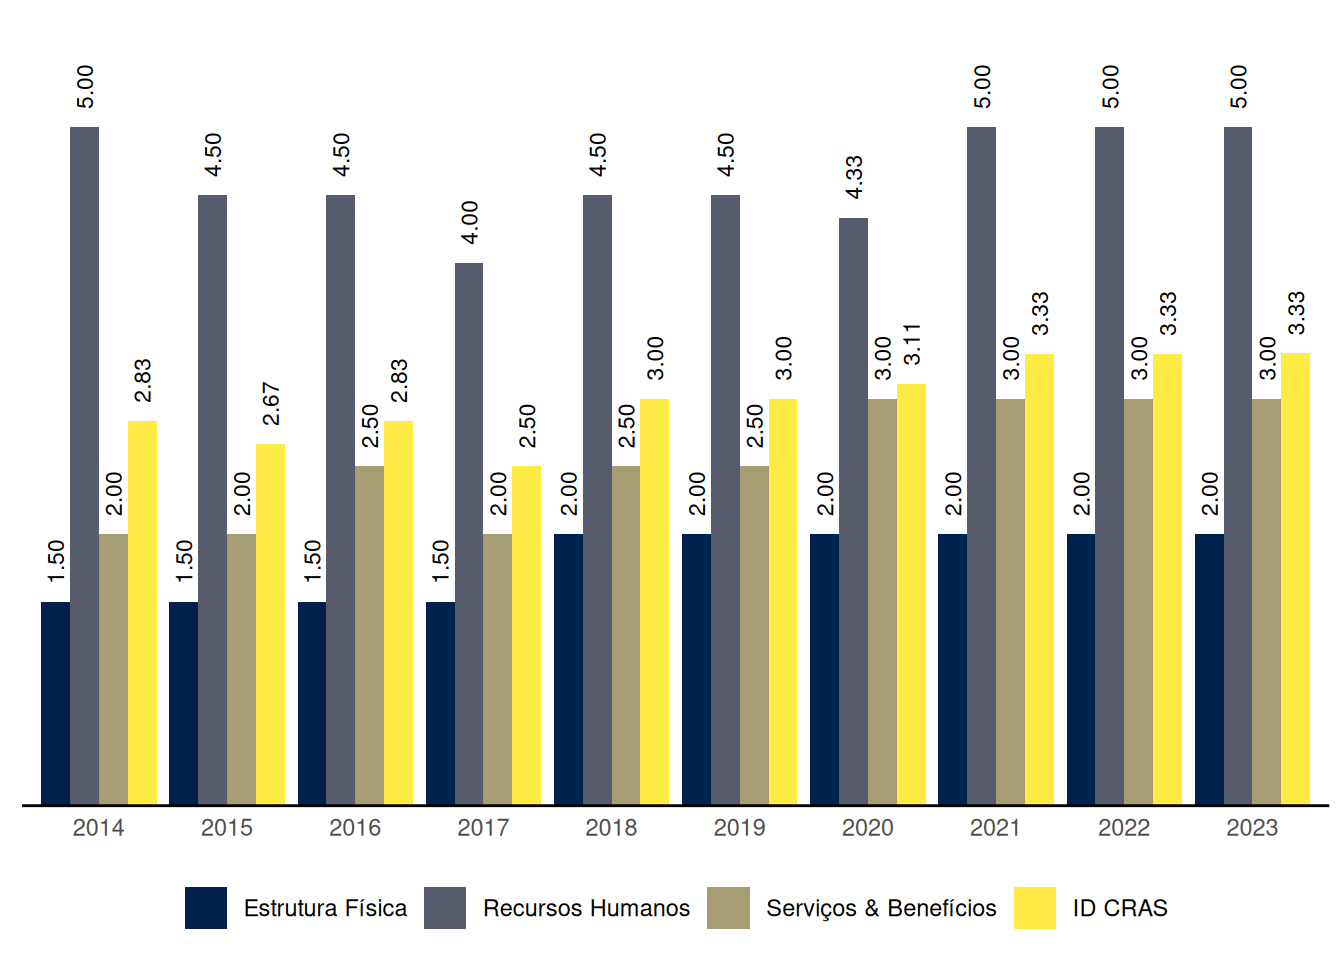 5.00 5.00 5.00 5.00
4.50 4.50 4.50 4.50 4.33
4.00
3.33 3.33 3.33
2.83 2.67 2.83 3.00 3.00 3.00 3.11 3.00 3.00 3.00
2.50 2.50 2.50 2.50
2.00 2.00 2.00 2.00 2.00 2.00 2.00 2.00 2.00
1.50 1.50 1.50 1.50
2014 2015 2016 2017 2018 2019 2020 2021 2022 2023
Estrutura Física Recursos Humanos Serviços & Benefícios ID CRAS